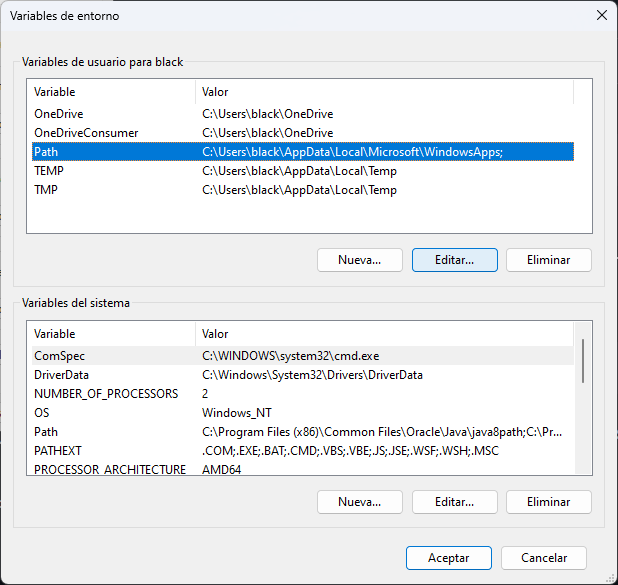 Variables de entorno
Variables de usuario para black
Variable Valor
OneDrive C:\Users\black\OneDrive
OneDriveConsumer C:\Users\black\OneDrive
Path C:\Users\black\AppData\Local\Microsoft\WindowsApps;
TEMP C:\Users\black\AppData\Local\Temp
TMP C:\Users\black\AppData\Local\Temp
Nueva... Editar... Eliminar
Variables del sistema
Variable Valor
ComSpec C:\WINDOWS\system32\cmd.exe
DriverData C:\Windows\System32\Drivers\DriverData
NUMBER_OF_PROCESSORS 2
OS Windows_NT
Path C:\Program Files (x86)\Common Files\Oracle\Java\java8path;C:\Pr...
PATHEXT .COM;.EXE;.BAT;.CMD;.VBS;.VBE;.JS;.JSE;.WSF;.WSH;.MSC
PROCESSOR_ARCHITECTURE AMD64
Nueva... Editar... Eliminar
Aceptar Cancelar